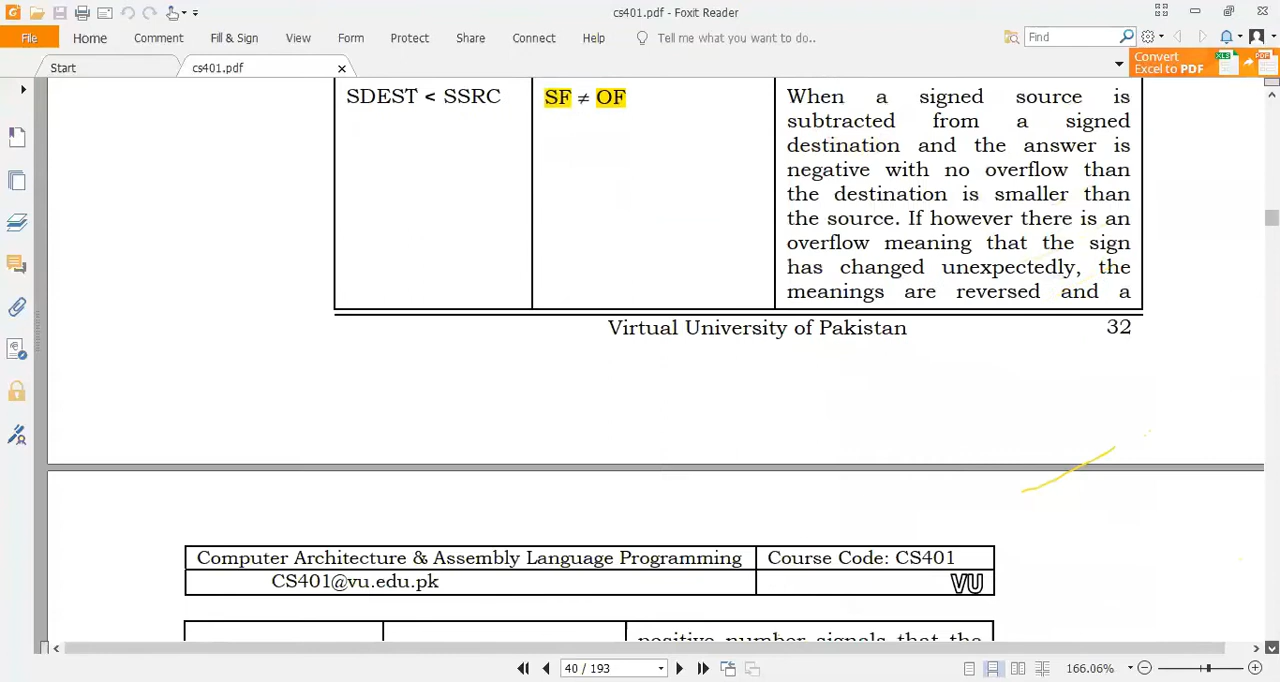 cs401.pdf - Foxit Reader
File Home Comment Fill & Sign View Form Protect Share Connect Help Tell me what you want to do.. Find
Start cs401.pdf
Convert
Excel to PDF
SDEST < SSRC SF ≠ OF When a signed source is
subtracted from a signed
destination and the answer is
negative with no overflow than
the destination is smaller than
the source. If however there is an
overflow meaning that the sign
has changed unexpectedly, the
meanings are reversed and a
Virtual University of Pakistan 32
Computer Architecture & Assembly Language Programming Course Code: CS401
CS401@vu.edu.pk VU
positive number signals that the
40 / 193 166.06%